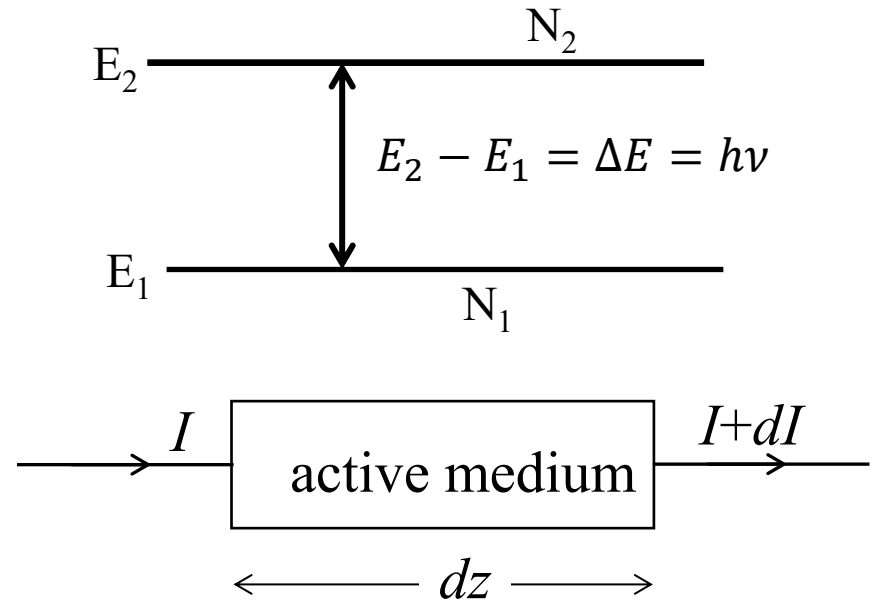 N₂
E₂
E₂ − E₁ = ΔE = hν
E₁
N₁
I
I+dI
active medium
dz